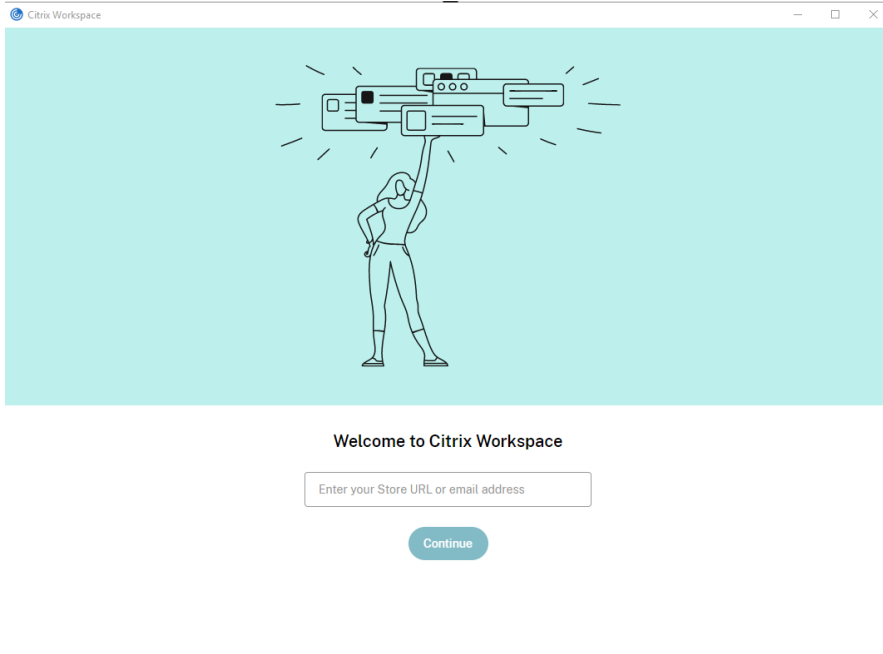 Citrix Workspace
Welcome to Citrix Workspace
Enter your Store URL or email address
Continue